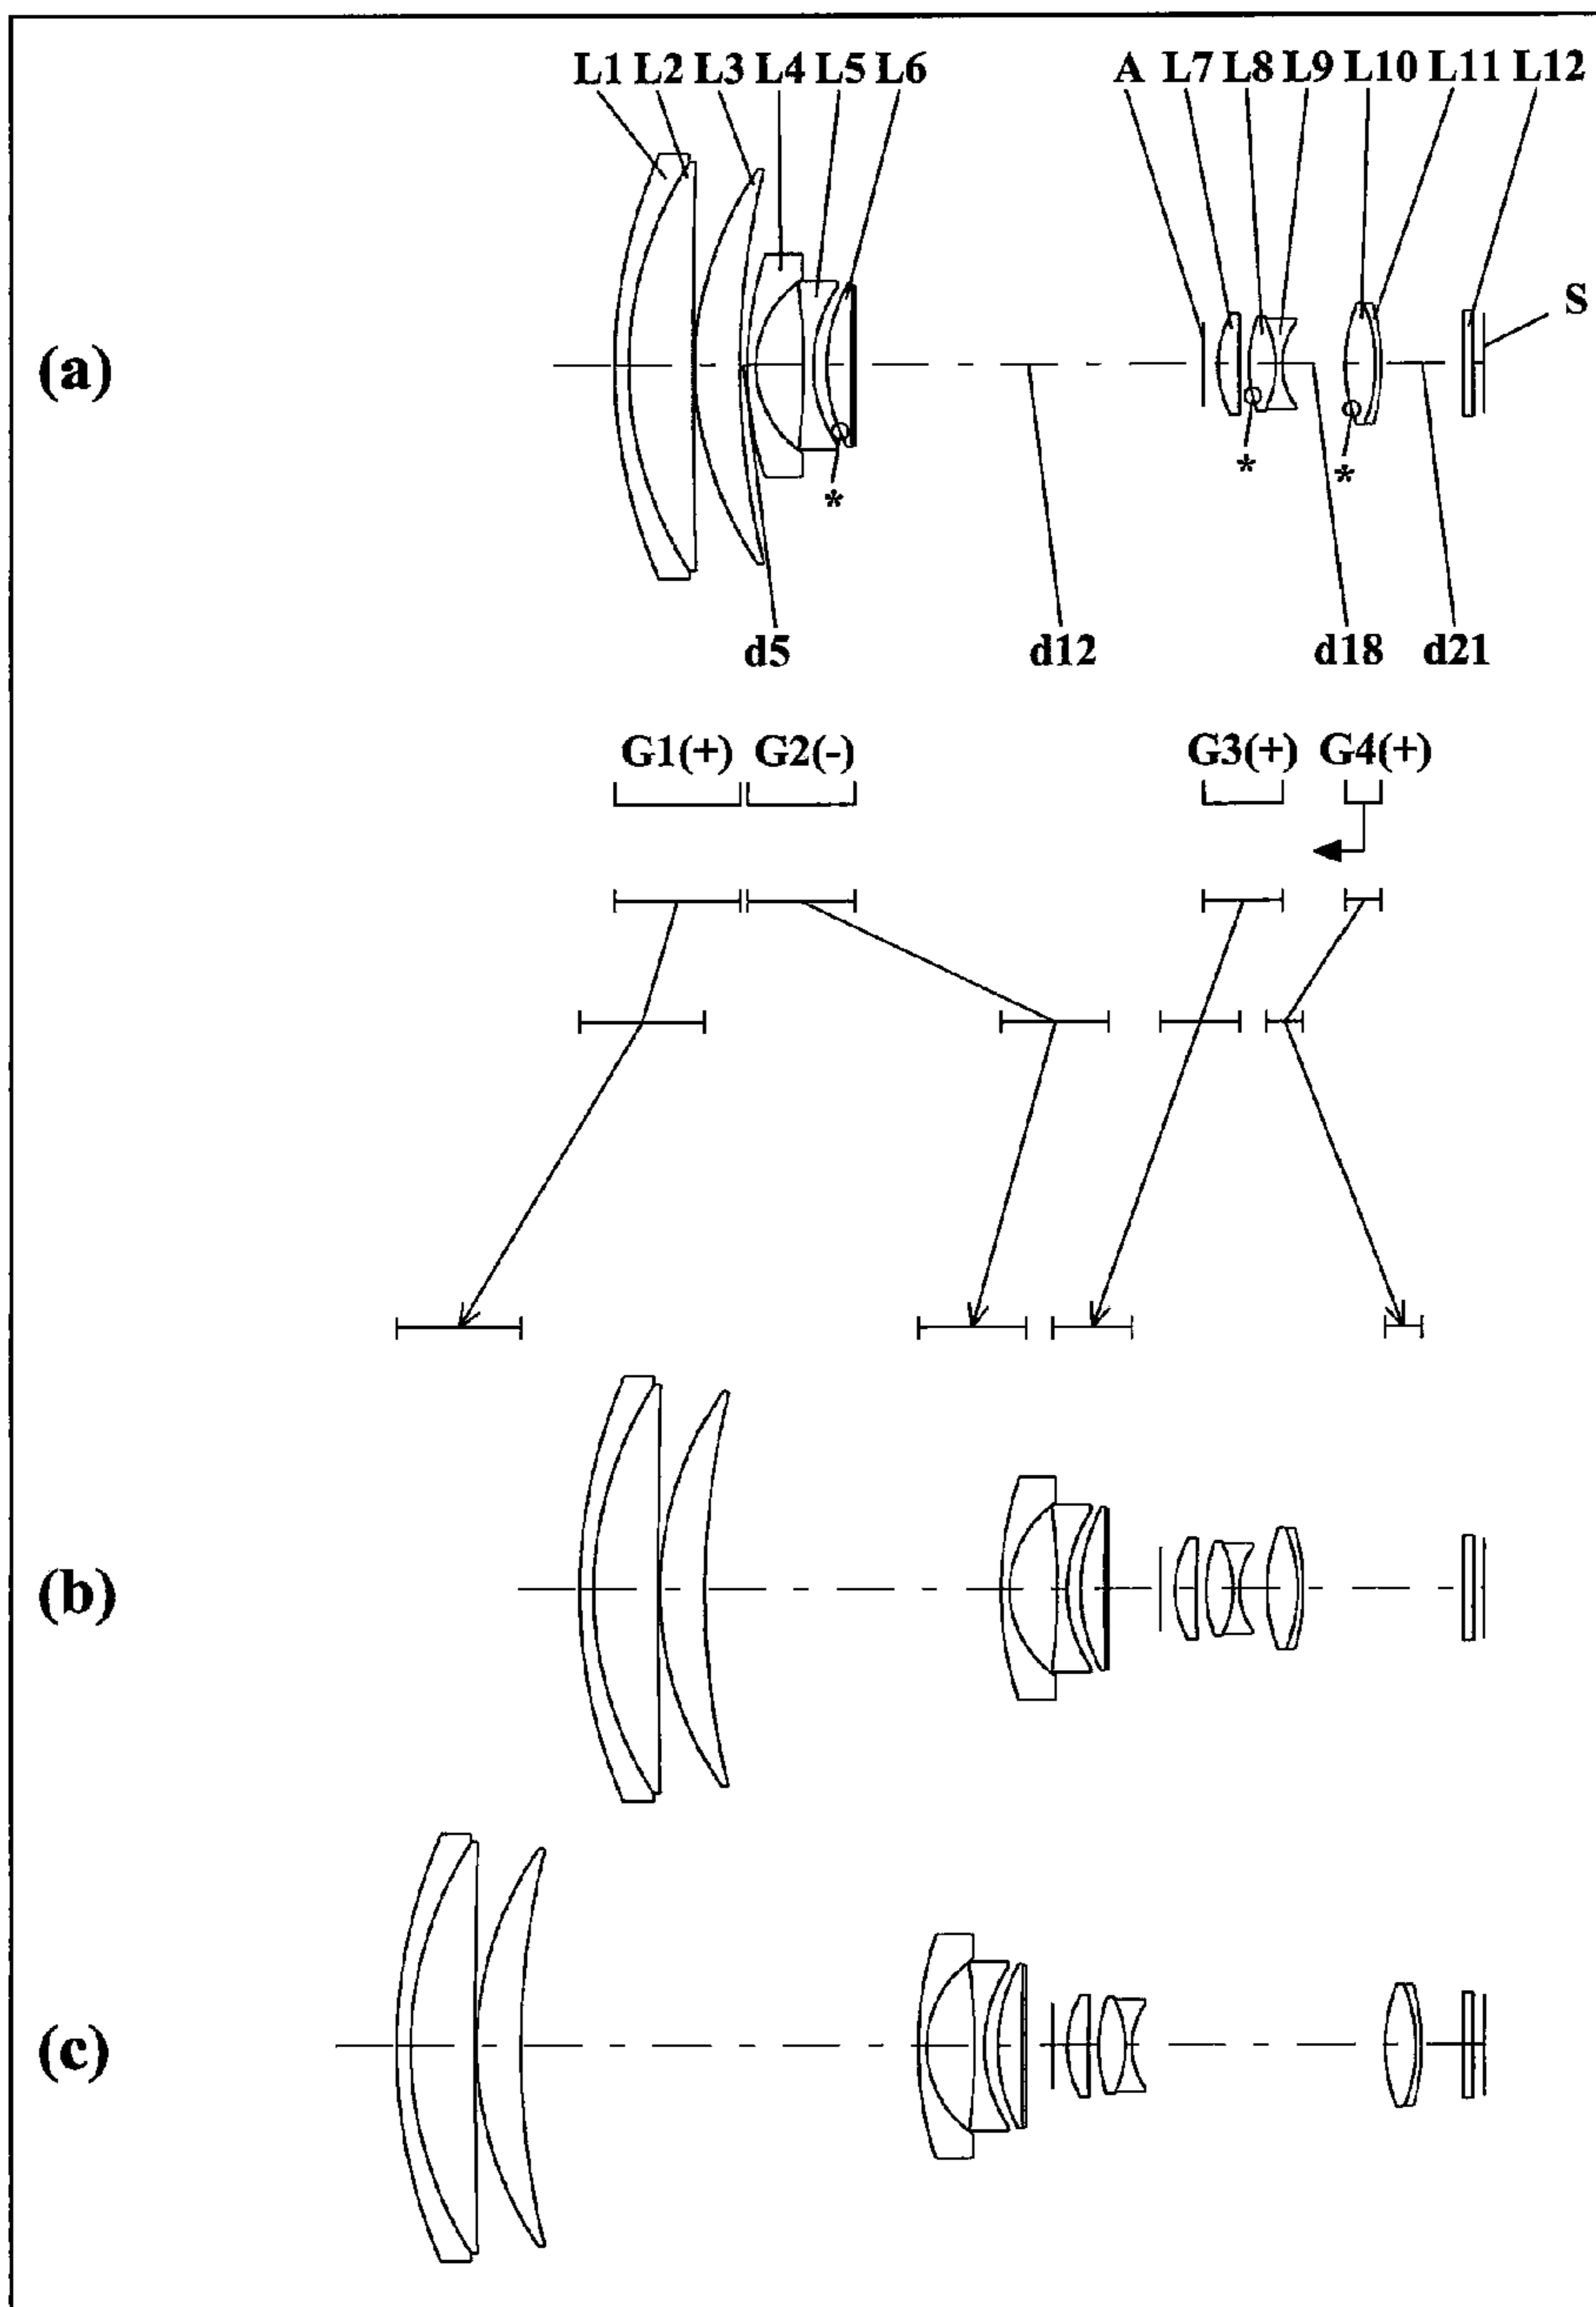 L1 L2 L3 L4 L5 L6 A L7 L8 L9 L10 L11 L12
S
(a)
* * *
d5 d12 d18 d21
G1(+) G2(-) G3(+) G4(+)
(b)
(c)